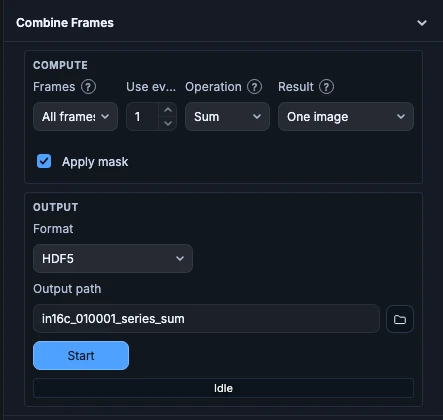 Combine Frames
COMPUTE
Frames ? Use ev... Operation ? Result ?
All frames 1 Sum One image
Apply mask
OUTPUT
Format
HDF5
Output path
in16c_010001_series_sum
Start
Idle